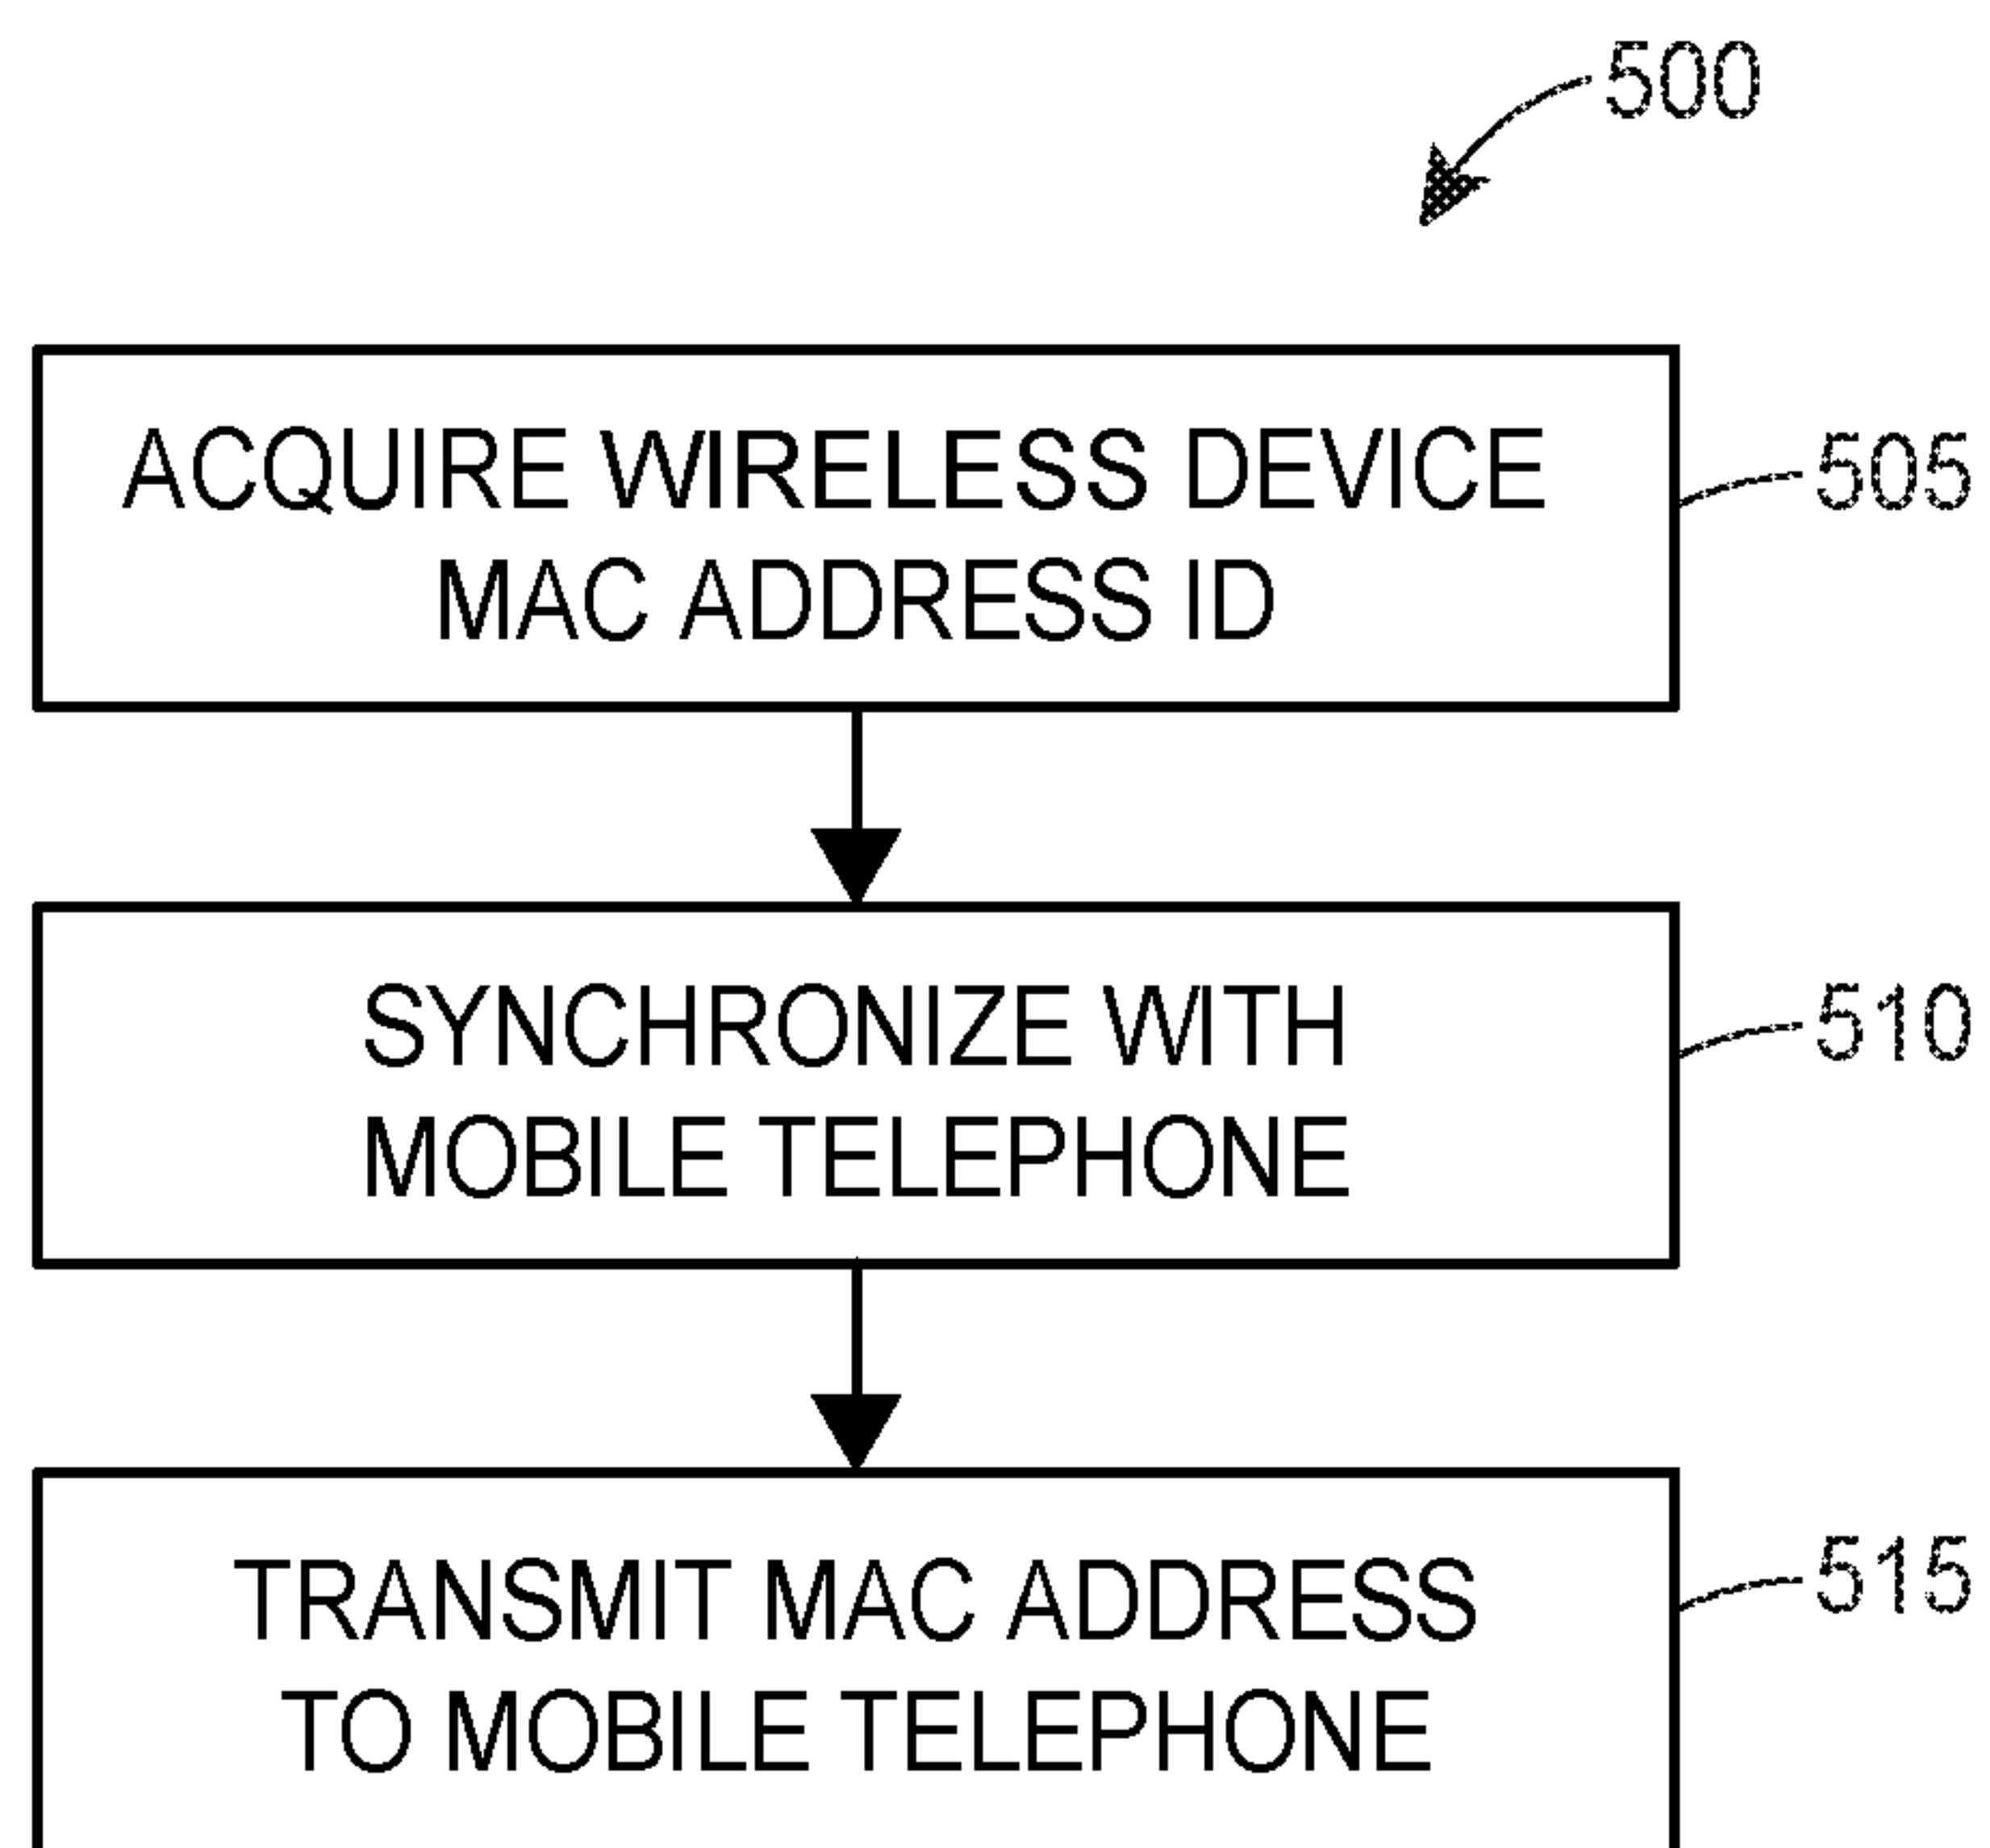 500
ACQUIRE WIRELESS DEVICE
MAC ADDRESS ID
505
SYNCHRONIZE WITH
MOBILE TELEPHONE
510
TRANSMIT MAC ADDRESS
TO MOBILE TELEPHONE
515